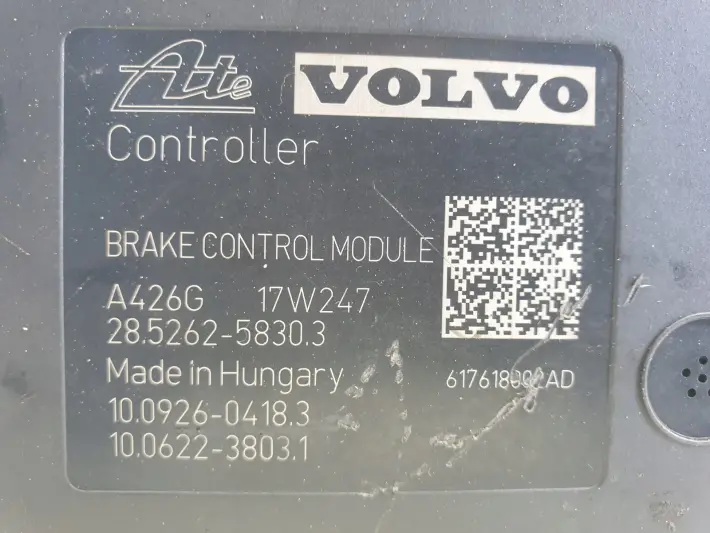 Ate VOLVO
Controller
BRAKE CONTROL MODULE
A426G 17W247
28.5262-5830.3
Made in Hungary
10.0926-0418.3
10.0622-3803.1